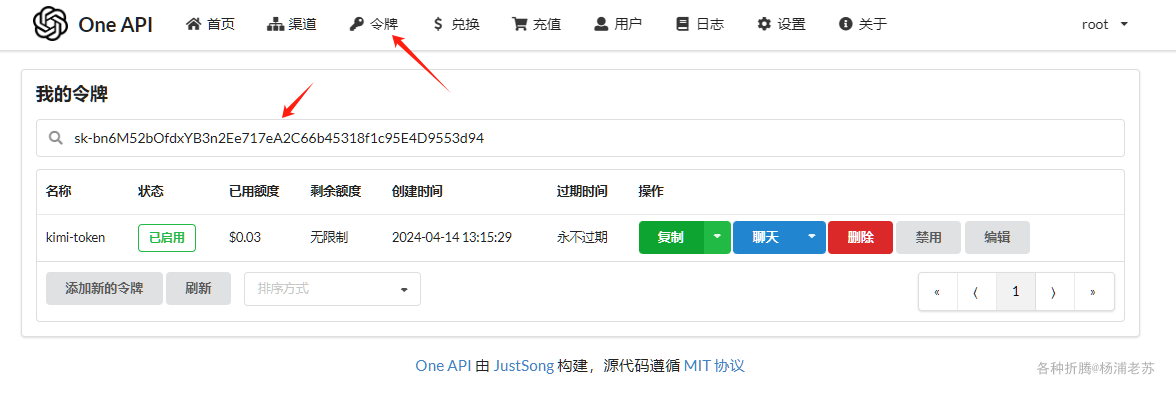 One API 首页 渠道 令牌 兑换 充值 用户 日志 设置 关于 root
我的令牌
sk-bn6M52bOfdxYB3n2Ee717eA2C66b45318f1c95E4D9553d94
名称 状态 已用额度 剩余额度 创建时间 过期时间 操作
kimi-token 已启用 $0.03 无限制 2024-04-14 13:15:29 永不过期 复制 聊天 删除 禁用 编辑
添加新的令牌 刷新 排序方式 « ⟨ 1 ⟩ »
One API 由 JustSong 构建，源代码遵循 MIT 协议
各种折腾@杨浦老苏